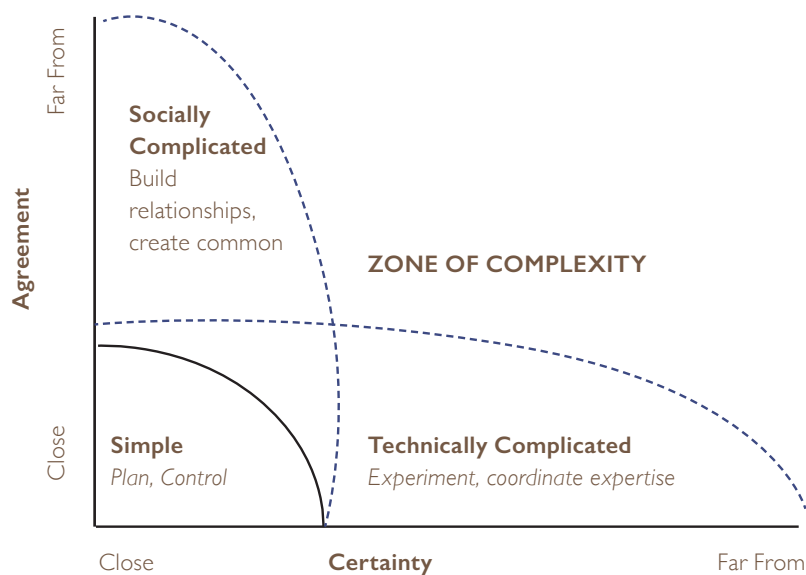 Far From
Socially
Complicated
Build
relationships,
create common
Agreement
ZONE OF COMPLEXITY
Close
Simple
Plan, Control
Technically Complicated
Experiment, coordinate expertise
Close
Certainty
Far From